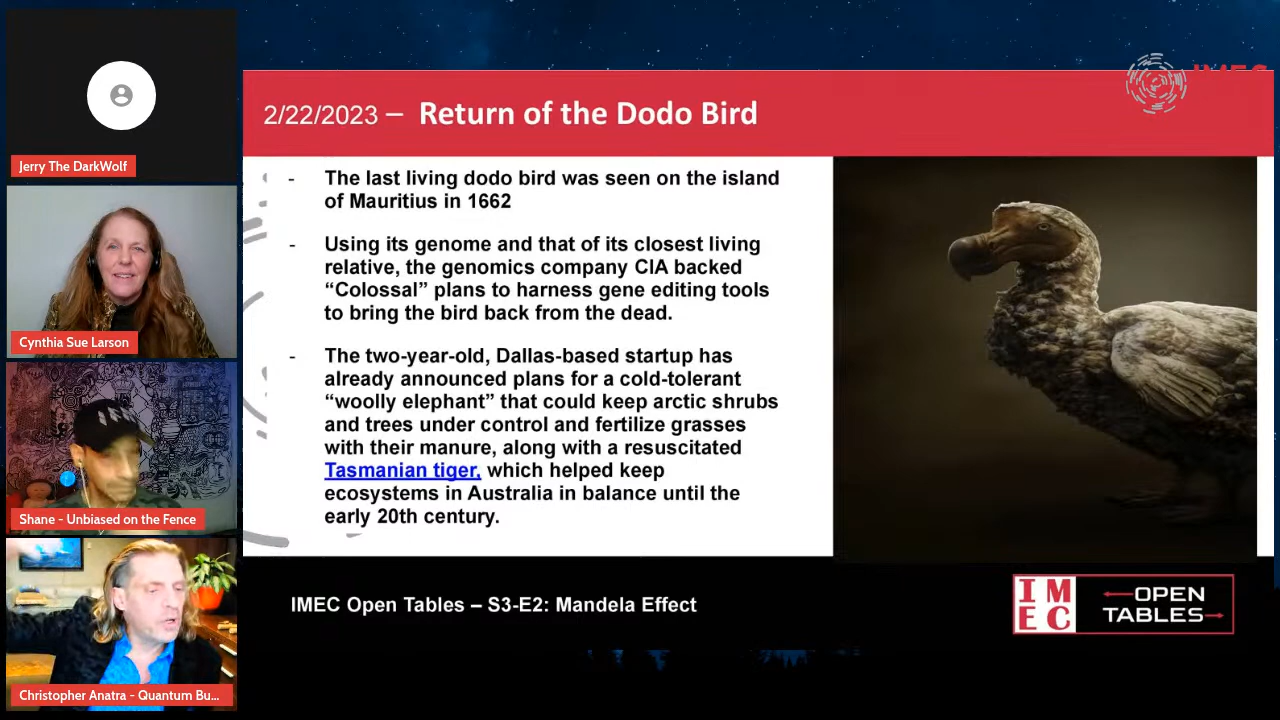 Jerry The DarkWolf
Cynthia Sue Larson
Shane - Unbiased on the Fence
Christopher Anatra - Quantum Bu...
2/22/2023 – Return of the Dodo Bird
- The last living dodo bird was seen on the island
of Mauritius in 1662
- Using its genome and that of its closest living
relative, the genomics company CIA backed
“Colossal” plans to harness gene editing tools
to bring the bird back from the dead.
- The two-year-old, Dallas-based startup has
already announced plans for a cold-tolerant
“woolly elephant” that could keep arctic shrubs
and trees under control and fertilize grasses
with their manure, along with a resuscitated
Tasmanian tiger, which helped keep
ecosystems in Australia in balance until the
early 20th century.
IMEC Open Tables – S3-E2: Mandela Effect
IM
EC
OPEN
TABLES